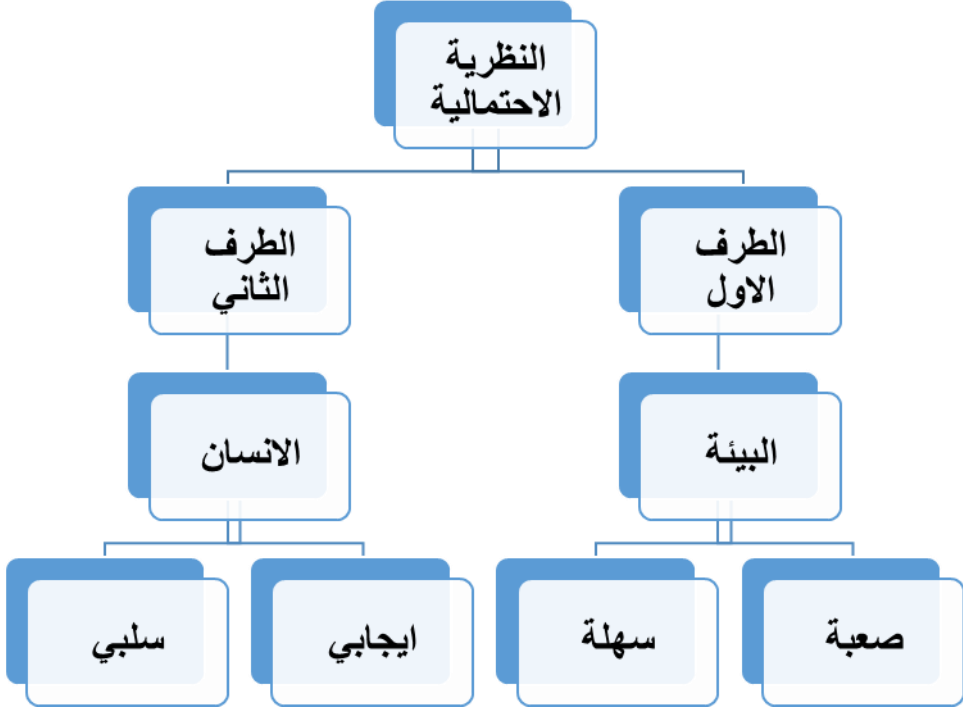 النظرية
الاحتمالية
الطرف
الاول
الطرف
الثاني
البيئة
الانسان
صعبة
سهلة
ايجابي
سلبي